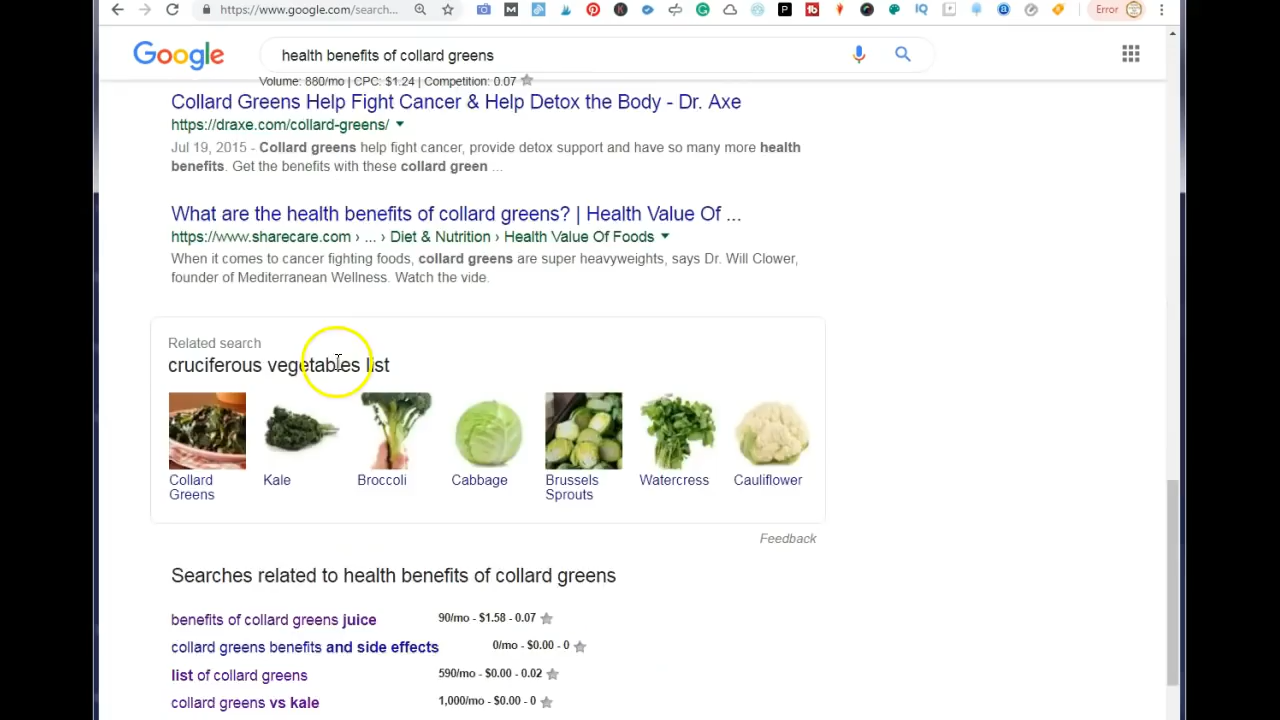 https://www.google.com/search...
Error
Google
health benefits of collard greens
Volume: 880/mo | CPC: $1.24 | Competition: 0.07
Collard Greens Help Fight Cancer & Help Detox the Body - Dr. Axe
https://draxe.com/collard-greens/
Jul 19, 2015 - Collard greens help fight cancer, provide detox support and have so many more health
benefits. Get the benefits with these collard green ...
What are the health benefits of collard greens? | Health Value Of ...
https://www.sharecare.com › ... › Diet & Nutrition › Health Value Of Foods
When it comes to cancer fighting foods, collard greens are super heavyweights, says Dr. Will Clower,
founder of Mediterranean Wellness. Watch the vide.
Related search
cruciferous vegetables list
Collard Greens
Kale
Broccoli
Cabbage
Brussels Sprouts
Watercress
Cauliflower
Feedback
Searches related to health benefits of collard greens
benefits of collard greens juice 90/mo - $1.58 - 0.07
collard greens benefits and side effects 0/mo - $0.00 - 0
list of collard greens 590/mo - $0.00 - 0.02
collard greens vs kale 1,000/mo - $0.00 - 0